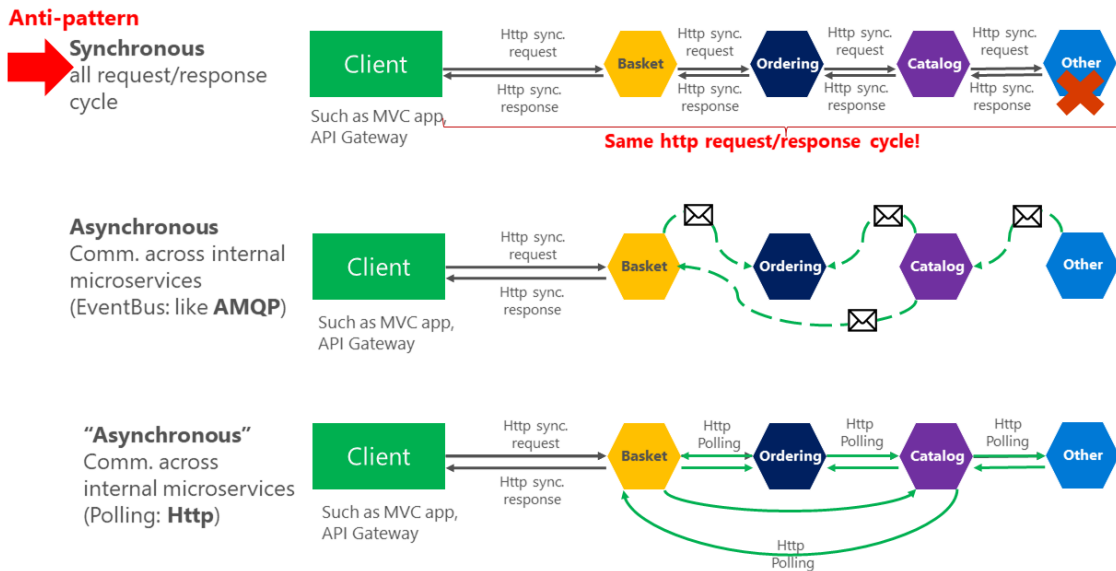 Anti-pattern
Synchronous
all request/response
cycle
Client
Such as MVC app,
API Gateway
Http sync.
request
Http sync.
response
Basket
Http sync.
request
Http sync.
response
Ordering
Http sync.
request
Http sync.
response
Catalog
Http sync.
request
Http sync.
response
Other
Same http request/response cycle!
Asynchronous
Comm. across internal
microservices
(EventBus: like AMQP)
Client
Such as MVC app,
API Gateway
Http sync.
request
Http sync.
response
Basket
Ordering
Catalog
Other
"Asynchronous"
Comm. across
internal microservices
(Polling: Http)
Client
Such as MVC app,
API Gateway
Http sync.
request
Http sync.
response
Basket
Http
Polling
Ordering
Http
Polling
Catalog
Http
Polling
Other
Http
Polling